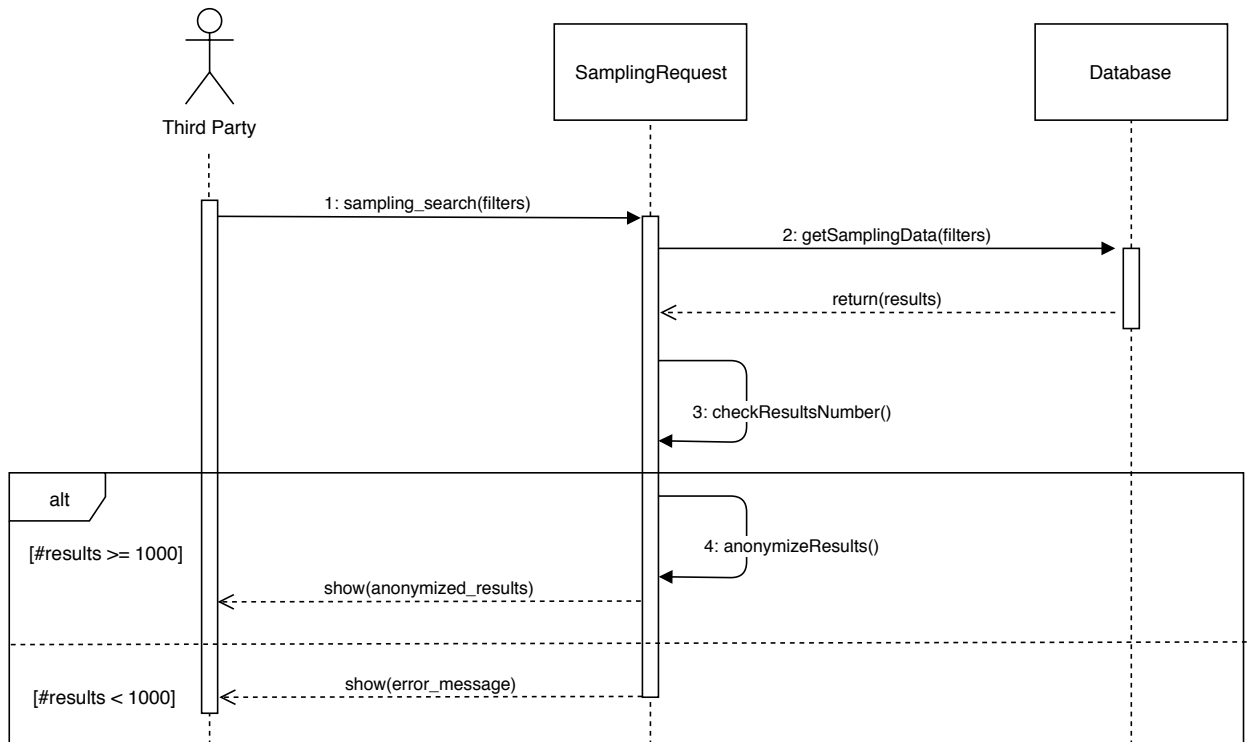 Third Party
SamplingRequest
Database
1: sampling_search(filters)
2: getSamplingData(filters)
return(results)
3: checkResultsNumber()
alt
[#results >= 1000]
4: anonymizeResults()
show(anonymized_results)
[#results < 1000]
show(error_message)